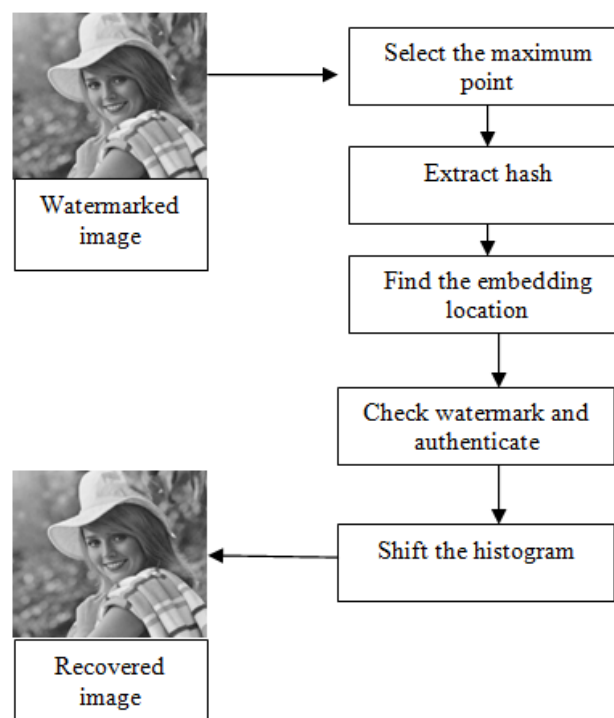 Watermarked
image
Select the maximum
point
Extract hash
Find the embedding
location
Check watermark and
authenticate
Shift the histogram
Recovered
image